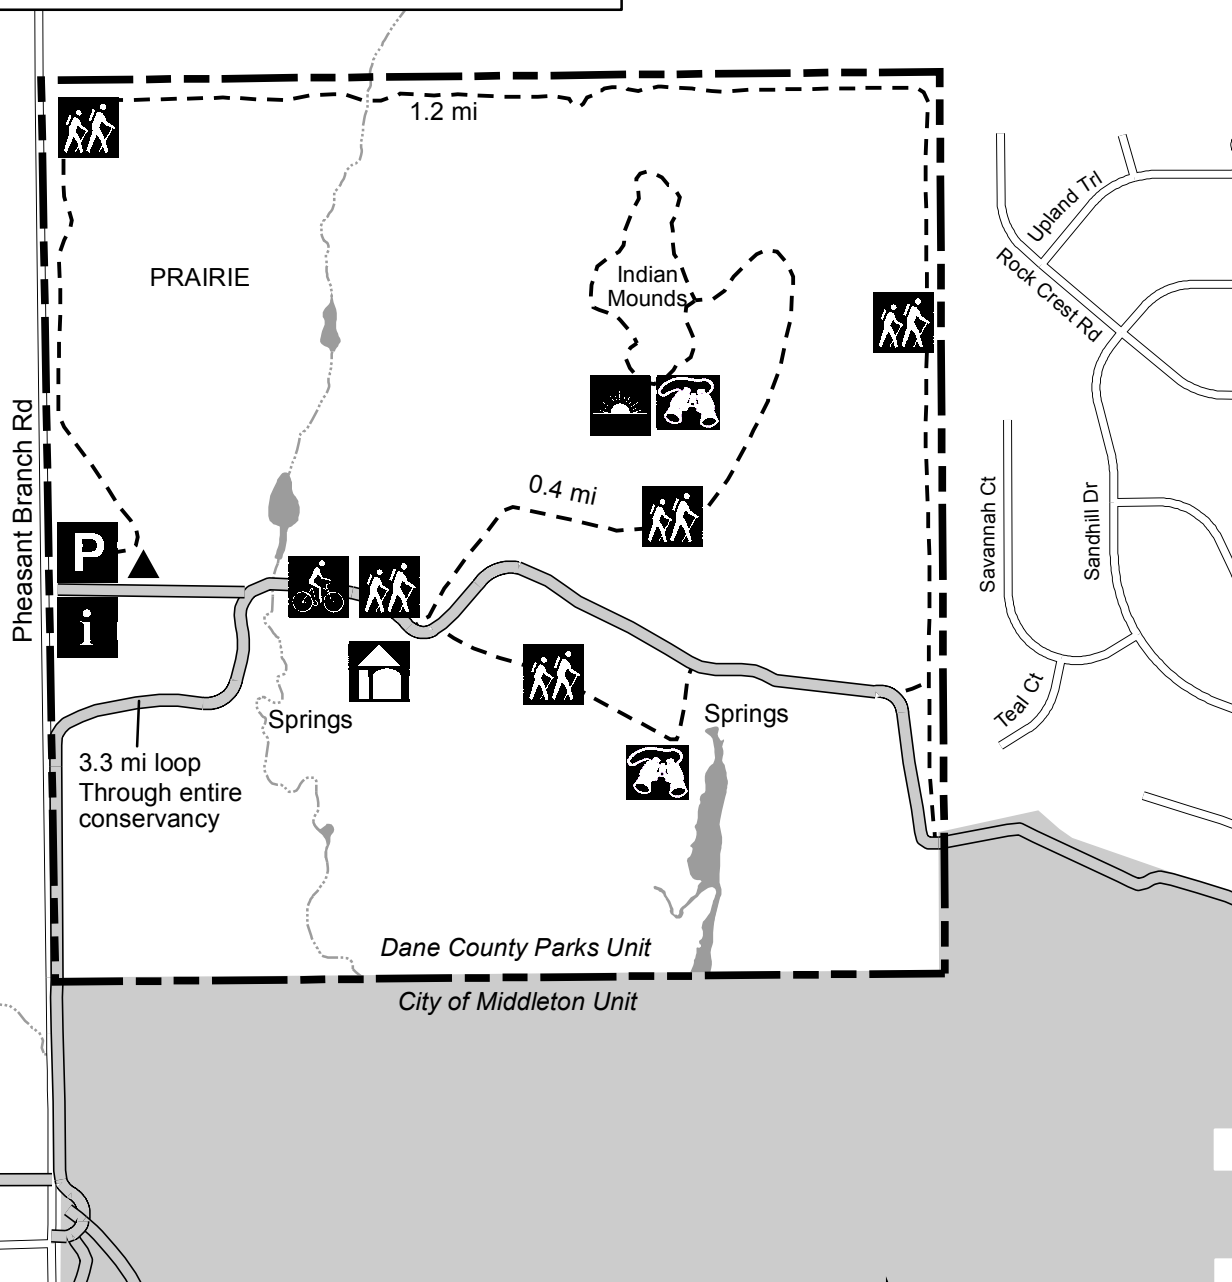 1.2 mi
PRAIRIE
Indian
Mounds
Upland Trl
Rock Crest Rd
Pheasant Branch Rd
0.4 mi
Savannah Ct
Sandhill Dr
P
i
Teal Ct
Springs
Springs
3.3 mi loop
Through entire
conservancy
Dane County Parks Unit
City of Middleton Unit